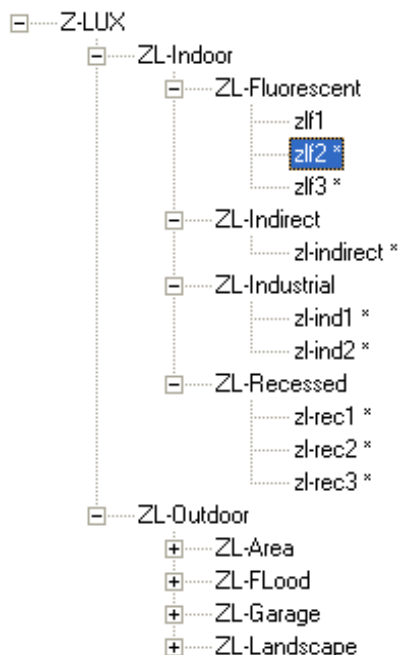 Z-LUX
ZL-Indoor
ZL-Fluorescent
zlf1
zlf2 *
zlf3 *
ZL-Indirect
zl-indirect *
ZL-Industrial
zl-ind1 *
zl-ind2 *
ZL-Recessed
zl-rec1 *
zl-rec2 *
zl-rec3 *
ZL-Outdoor
ZL-Area
ZL-FLood
ZL-Garage
ZL-Landscape